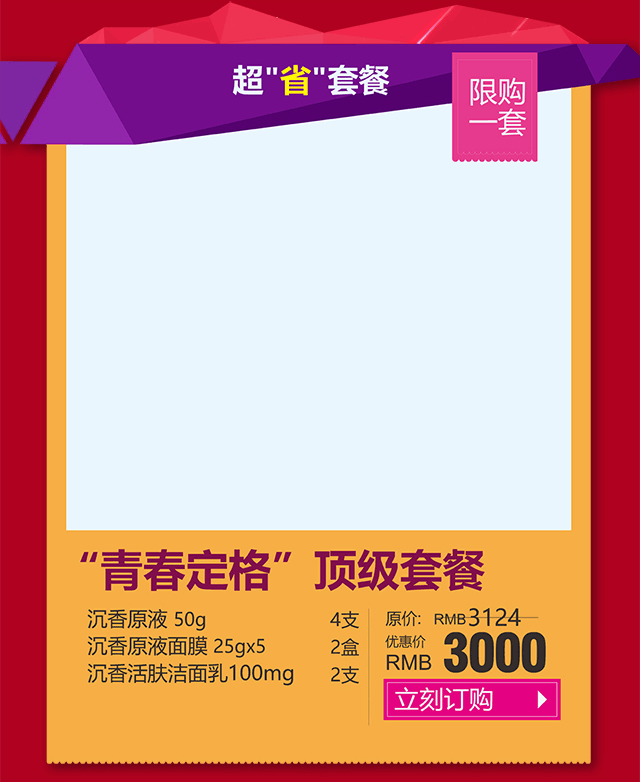 超"省"套餐
限购
一套
“青春定格”顶级套餐
沉香原液 50g 4支
沉香原液面膜 25gx5 2盒
沉香活肤洁面乳100mg 2支
原价: RMB3124
优惠价
RMB 3000
立刻订购